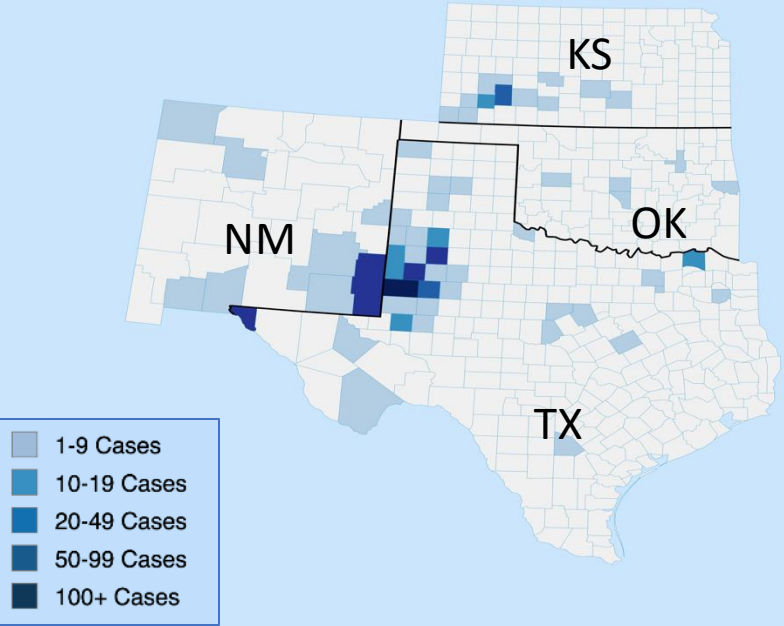 KS
NM
OK
TX
1-9 Cases
10-19 Cases
20-49 Cases
50-99 Cases
100+ Cases